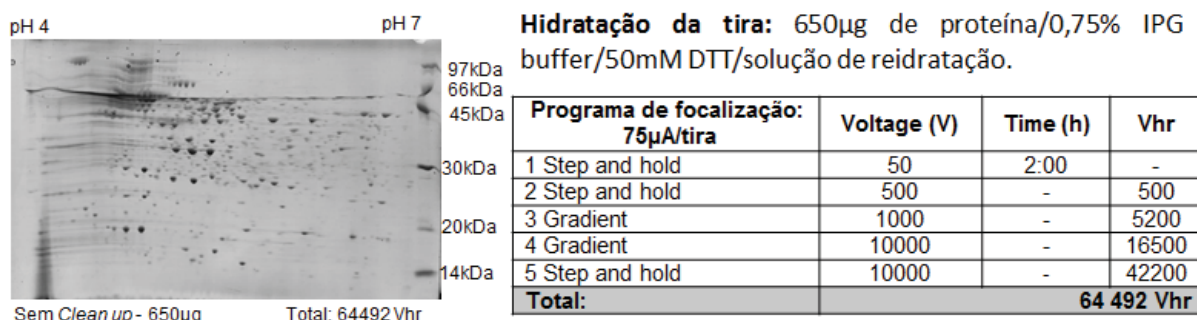 pH 4 pH 7
97kDa
66kDa
45kDa
30kDa
20kDa
14kDa
Sem Clean up - 650µg Total: 64492 Vhr
Hidratação da tira: 650µg de proteína/0,75% IPG
buffer/50mM DTT/solução de reidratação.
Programa de focalização: 75µA/tira Voltage (V) Time (h) Vhr
1 Step and hold 50 2:00 -
2 Step and hold 500 - 500
3 Gradient 1000 - 5200
4 Gradient 10000 - 16500
5 Step and hold 10000 - 42200
Total: 64 492 Vhr